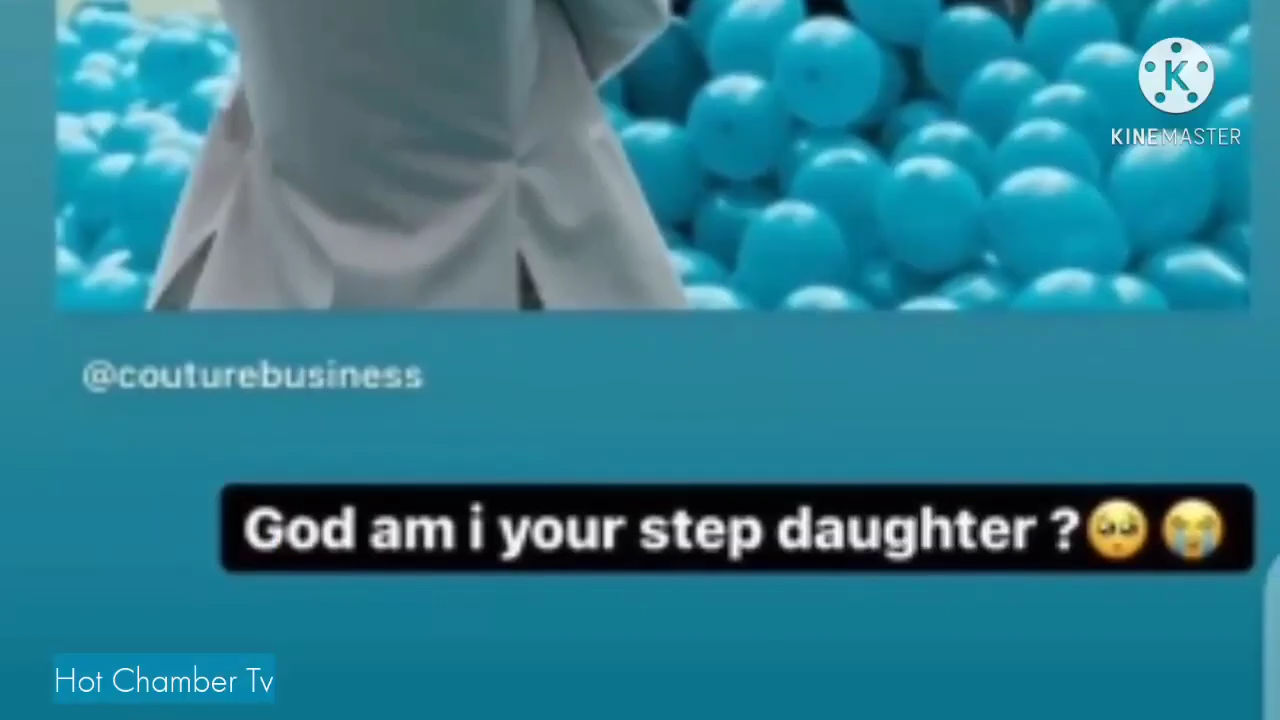 K
KINEMASTER
@couturebusiness
God am i your step daughter ?🥺😭
Hot Chamber Tv